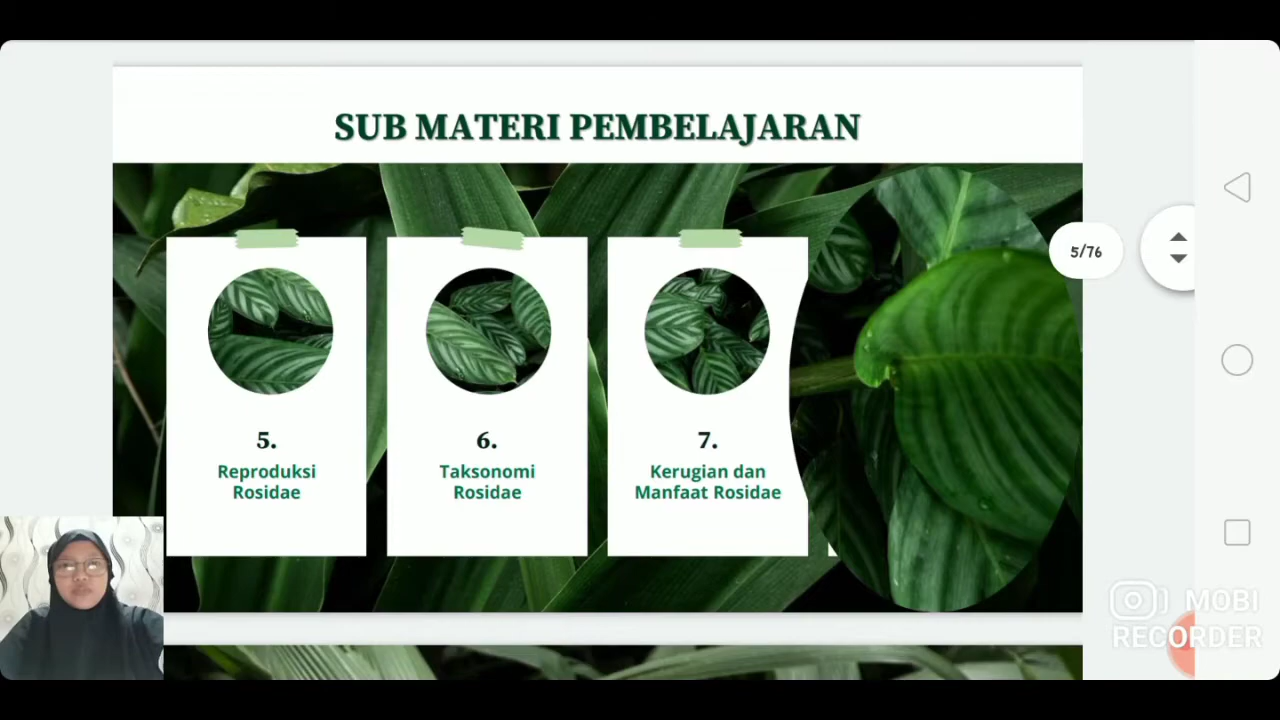 SUB MATERI PEMBELAJARAN
5/76
5.
Reproduksi
Rosidae
6.
Taksonomi
Rosidae
7.
Kerugian dan
Manfaat Rosidae
MOBI
RECORDER